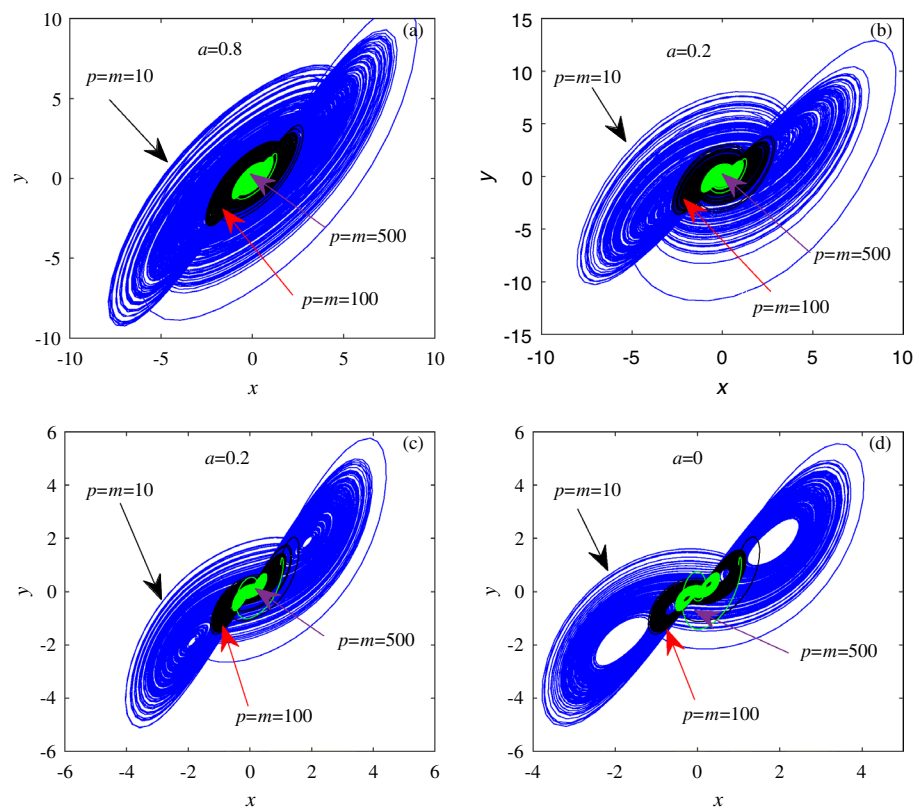 10
(a)
a=0.8
p=m=10
5
y
0
p=m=500
-5
p=m=100
-10
-10 -5 0 5 10
x
15
(b)
a=0.2
p=m=10
10
5
y
0
-5
p=m=500
p=m=100
-10
-15
-10 -5 0 5 10
x
6
(c)
a=0.2
p=m=10
4
2
y
0
p=m=500
-2
p=m=100
-4
-6
-6 -4 -2 0 2 4 6
x
6
(d)
a=0
p=m=10
4
2
y
0
p=m=500
-2
p=m=100
-4
-6
-4 -2 0 2 4
x